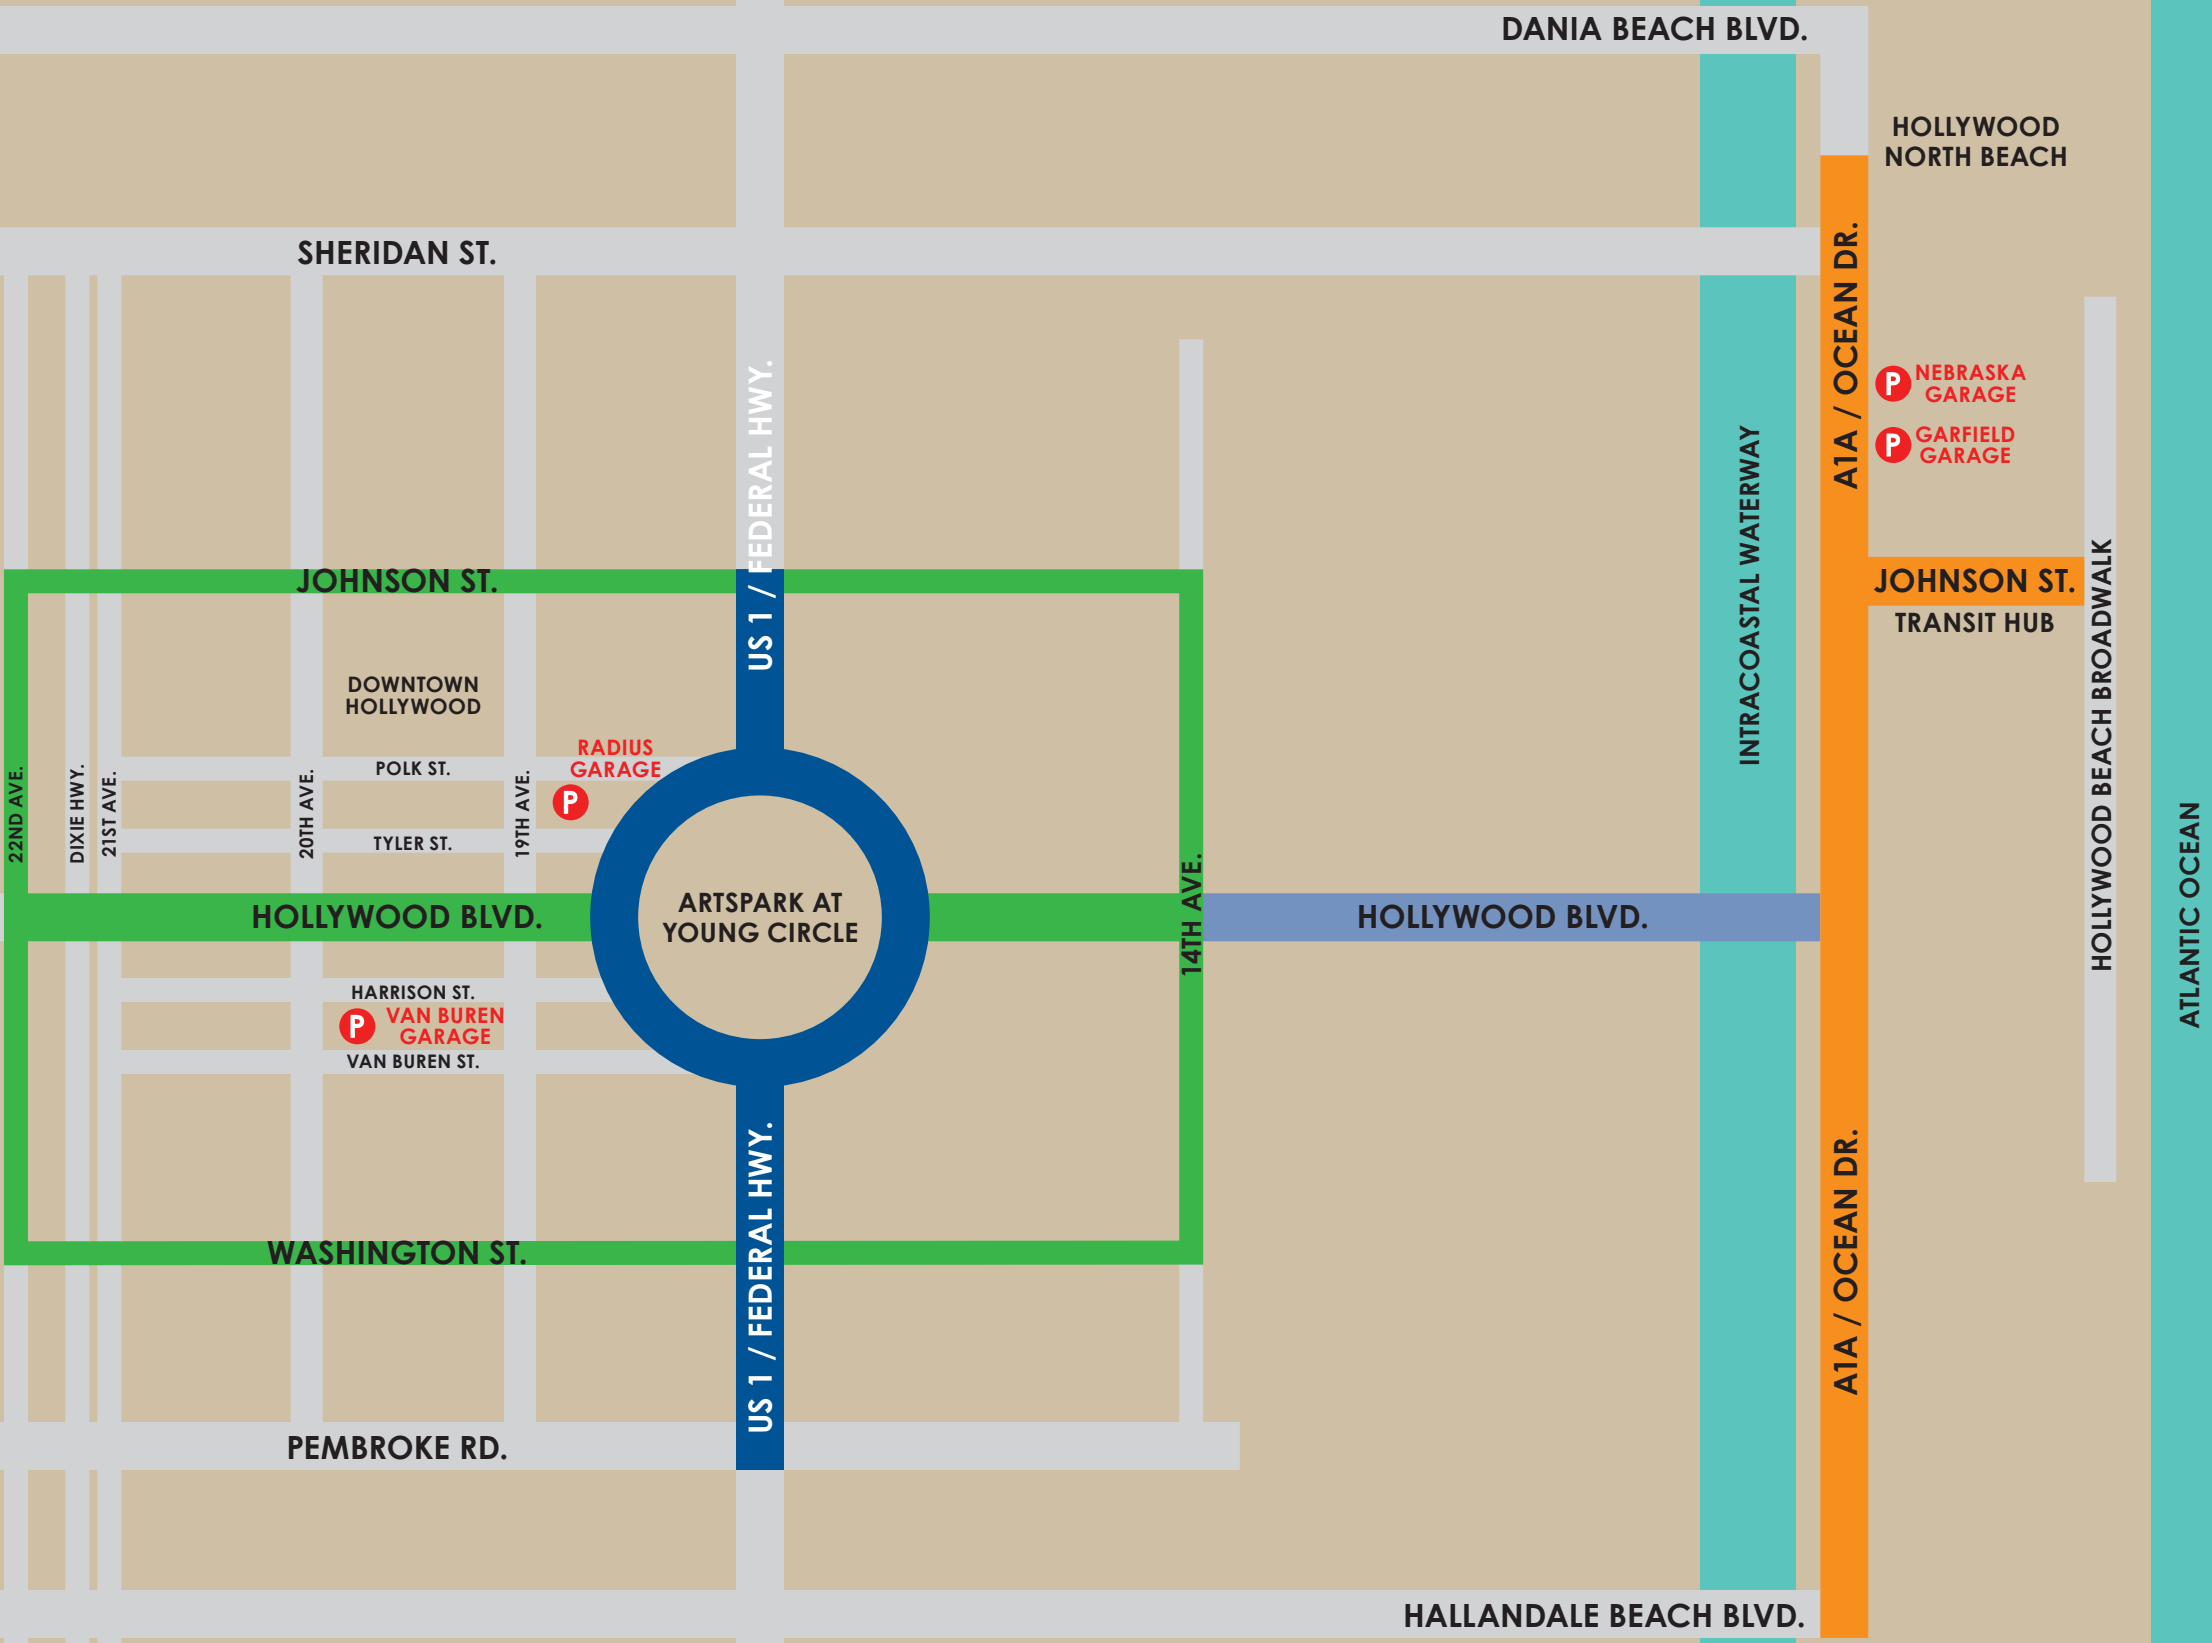 DANIA BEACH BLVD.
HOLLYWOOD
NORTH BEACH
SHERIDAN ST.
A1A / OCEAN DR.
US 1 / FEDERAL HWY.
P
NEBRASKA
GARAGE
P
GARFIELD
GARAGE
INTRACOASTAL WATERWAY
JOHNSON ST.
JOHNSON ST.
TRANSIT HUB
HOLLYWOOD BEACH BROADWALK
DOWNTOWN
HOLLYWOOD
RADIUS
GARAGE
P
POLK ST.
22ND AVE.
DIXIE HWY.
21ST AVE.
20TH AVE.
19TH AVE.
TYLER ST.
ATLANTIC OCEAN
HOLLYWOOD BLVD.
ARTSPARK AT
YOUNG CIRCLE
14TH AVE.
HOLLYWOOD BLVD.
HARRISON ST.
P
VAN BUREN
GARAGE
VAN BUREN ST.
US 1 / FEDERAL HWY.
A1A / OCEAN DR.
WASHINGTON ST.
PEMBROKE RD.
HALLANDALE BEACH BLVD.